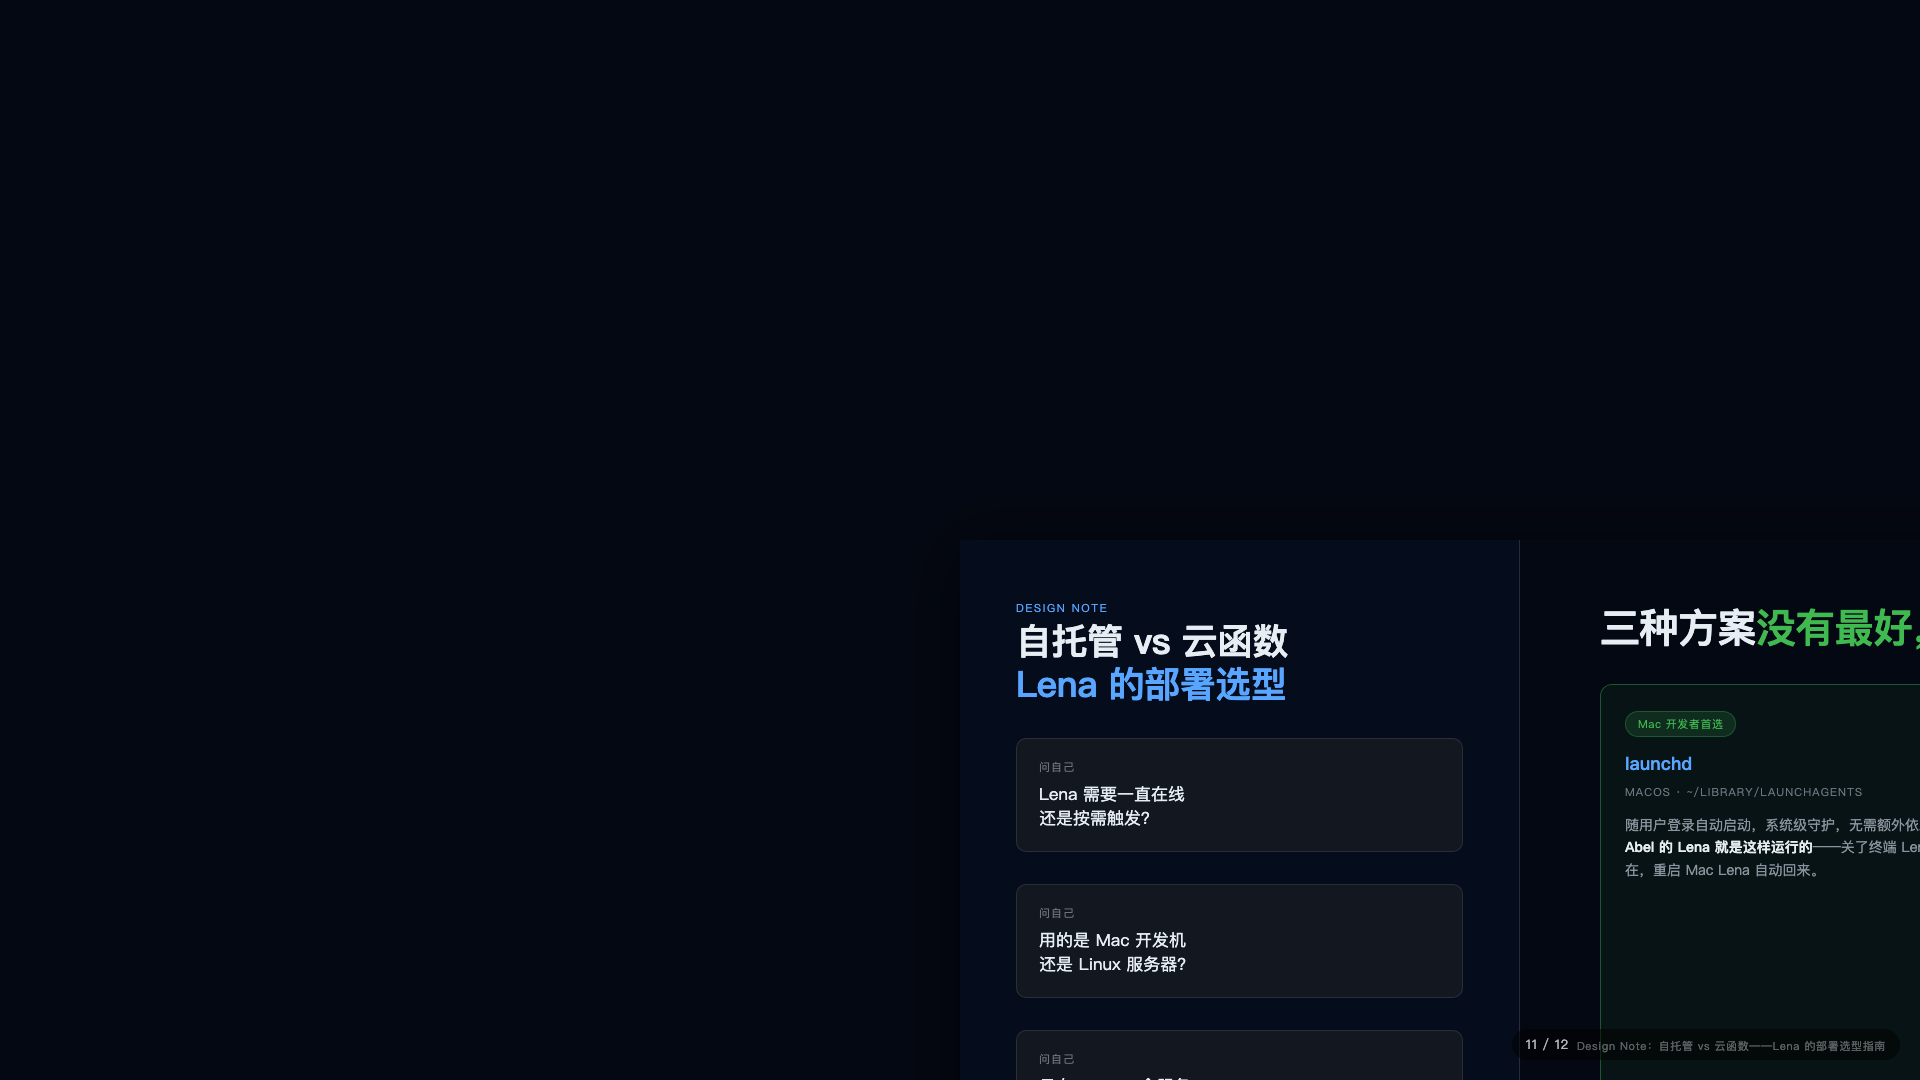 DESIGN NOTE
自托管 vs 云函数
Lena 的部署选型
问自己
Lena 需要一直在线
还是按需触发?
问自己
用的是 Mac 开发机
还是 Linux 服务器?
问自己
三种方案没有最好,
Mac 开发者首选
launchd
MACOS · ~/LIBRARY/LAUNCHAGENTS
随用户登录自动启动，系统级守护，无需额外依
Abel 的 Lena 就是这样运行的——关了终端 Le
在，重启 Mac Lena 自动回来。
11 / 12 Design Note: 自托管 vs 云函数——Lena 的部署选型指南